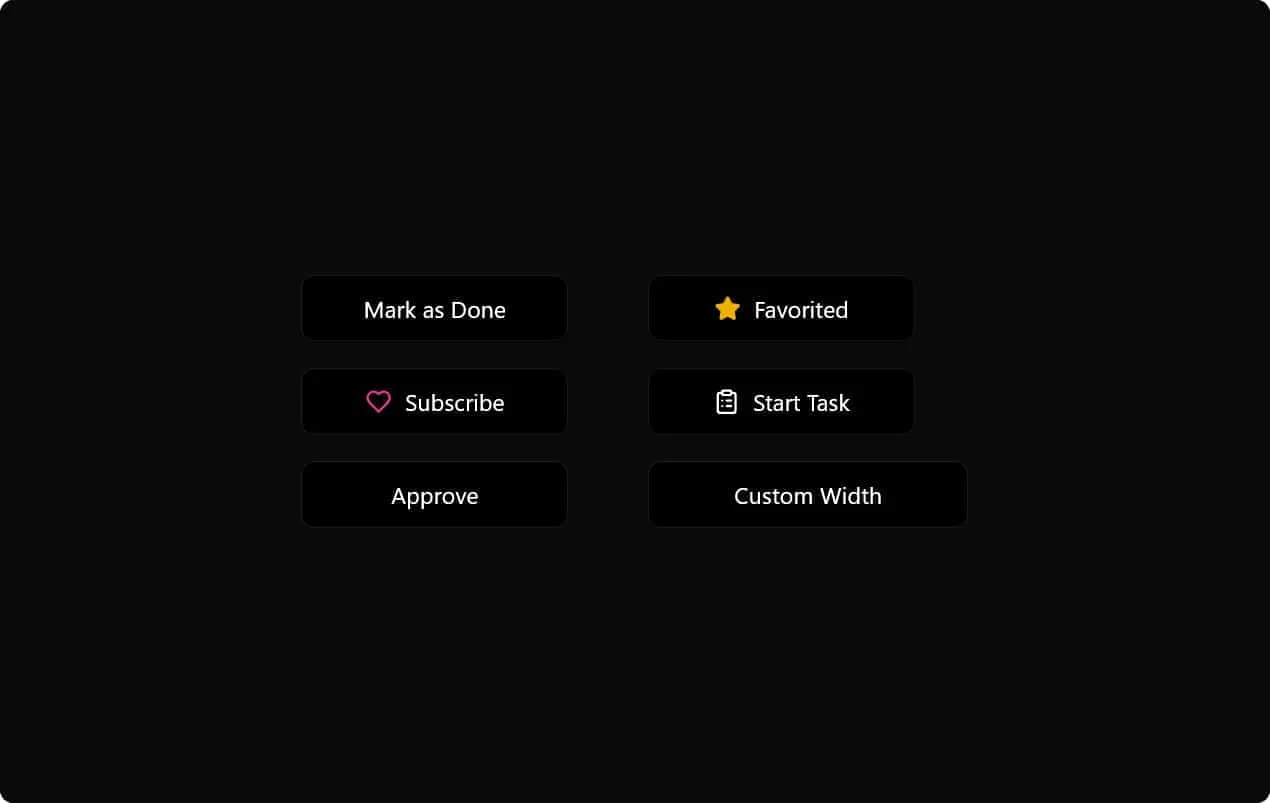 Mark as Done
Favorited
Subscribe
Start Task
Approve
Custom Width